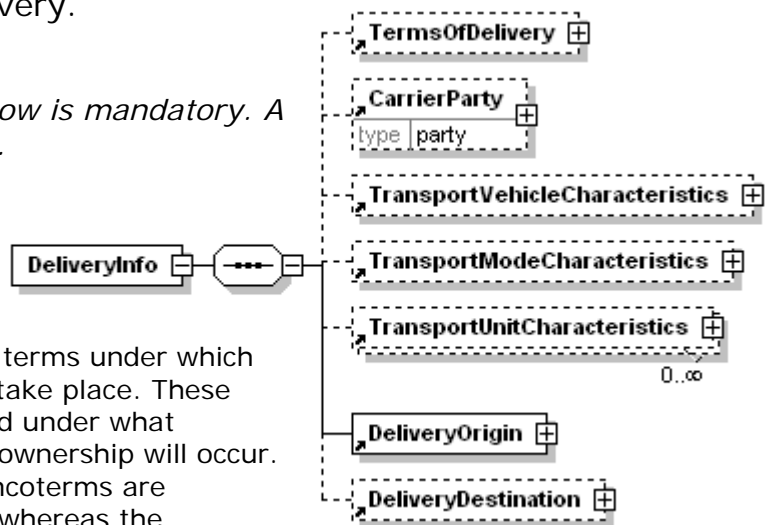 very.
ow is mandatory. A
DeliveryInfo
terms under which
take place. These
d under what
ownership will occur.
ncoterms are
whereas the
TermsOfDelivery
CarrierParty
type party
TransportVehicleCharacteristics
TransportModeCharacteristics
TransportUnitCharacteristics
0..∞
DeliveryOrigin
DeliveryDestination